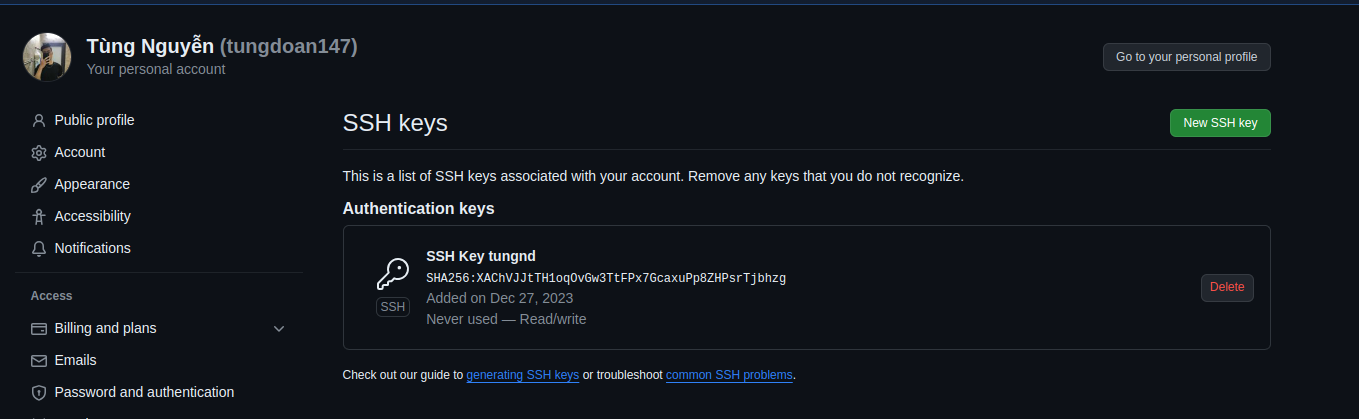 Tùng Nguyễn (tungdoan147)
Your personal account
Go to your personal profile
Public profile
Account
Appearance
Accessibility
Notifications
Access
Billing and plans
Emails
Password and authentication
SSH keys
New SSH key
This is a list of SSH keys associated with your account. Remove any keys that you do not recognize.
Authentication keys
SSH
SSH Key tungnd
SHA256:XAChVJJtTH1oqOvGw3TtFPx7GcaxuPp8ZHPsrTjbhzg
Added on Dec 27, 2023
Never used — Read/write
Delete
Check out our guide to generating SSH keys or troubleshoot common SSH problems.